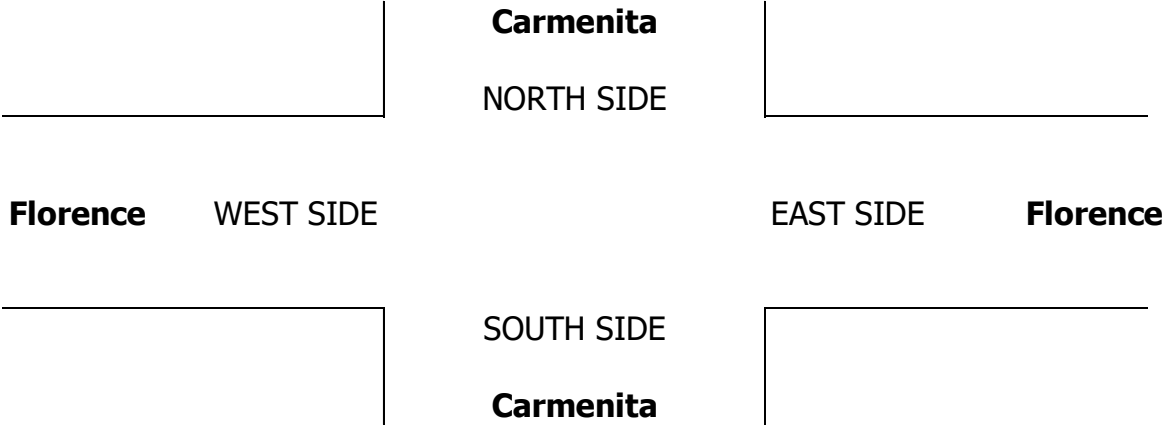 Carmenita
NORTH SIDE
Florence WEST SIDE EAST SIDE Florence
SOUTH SIDE
Carmenita